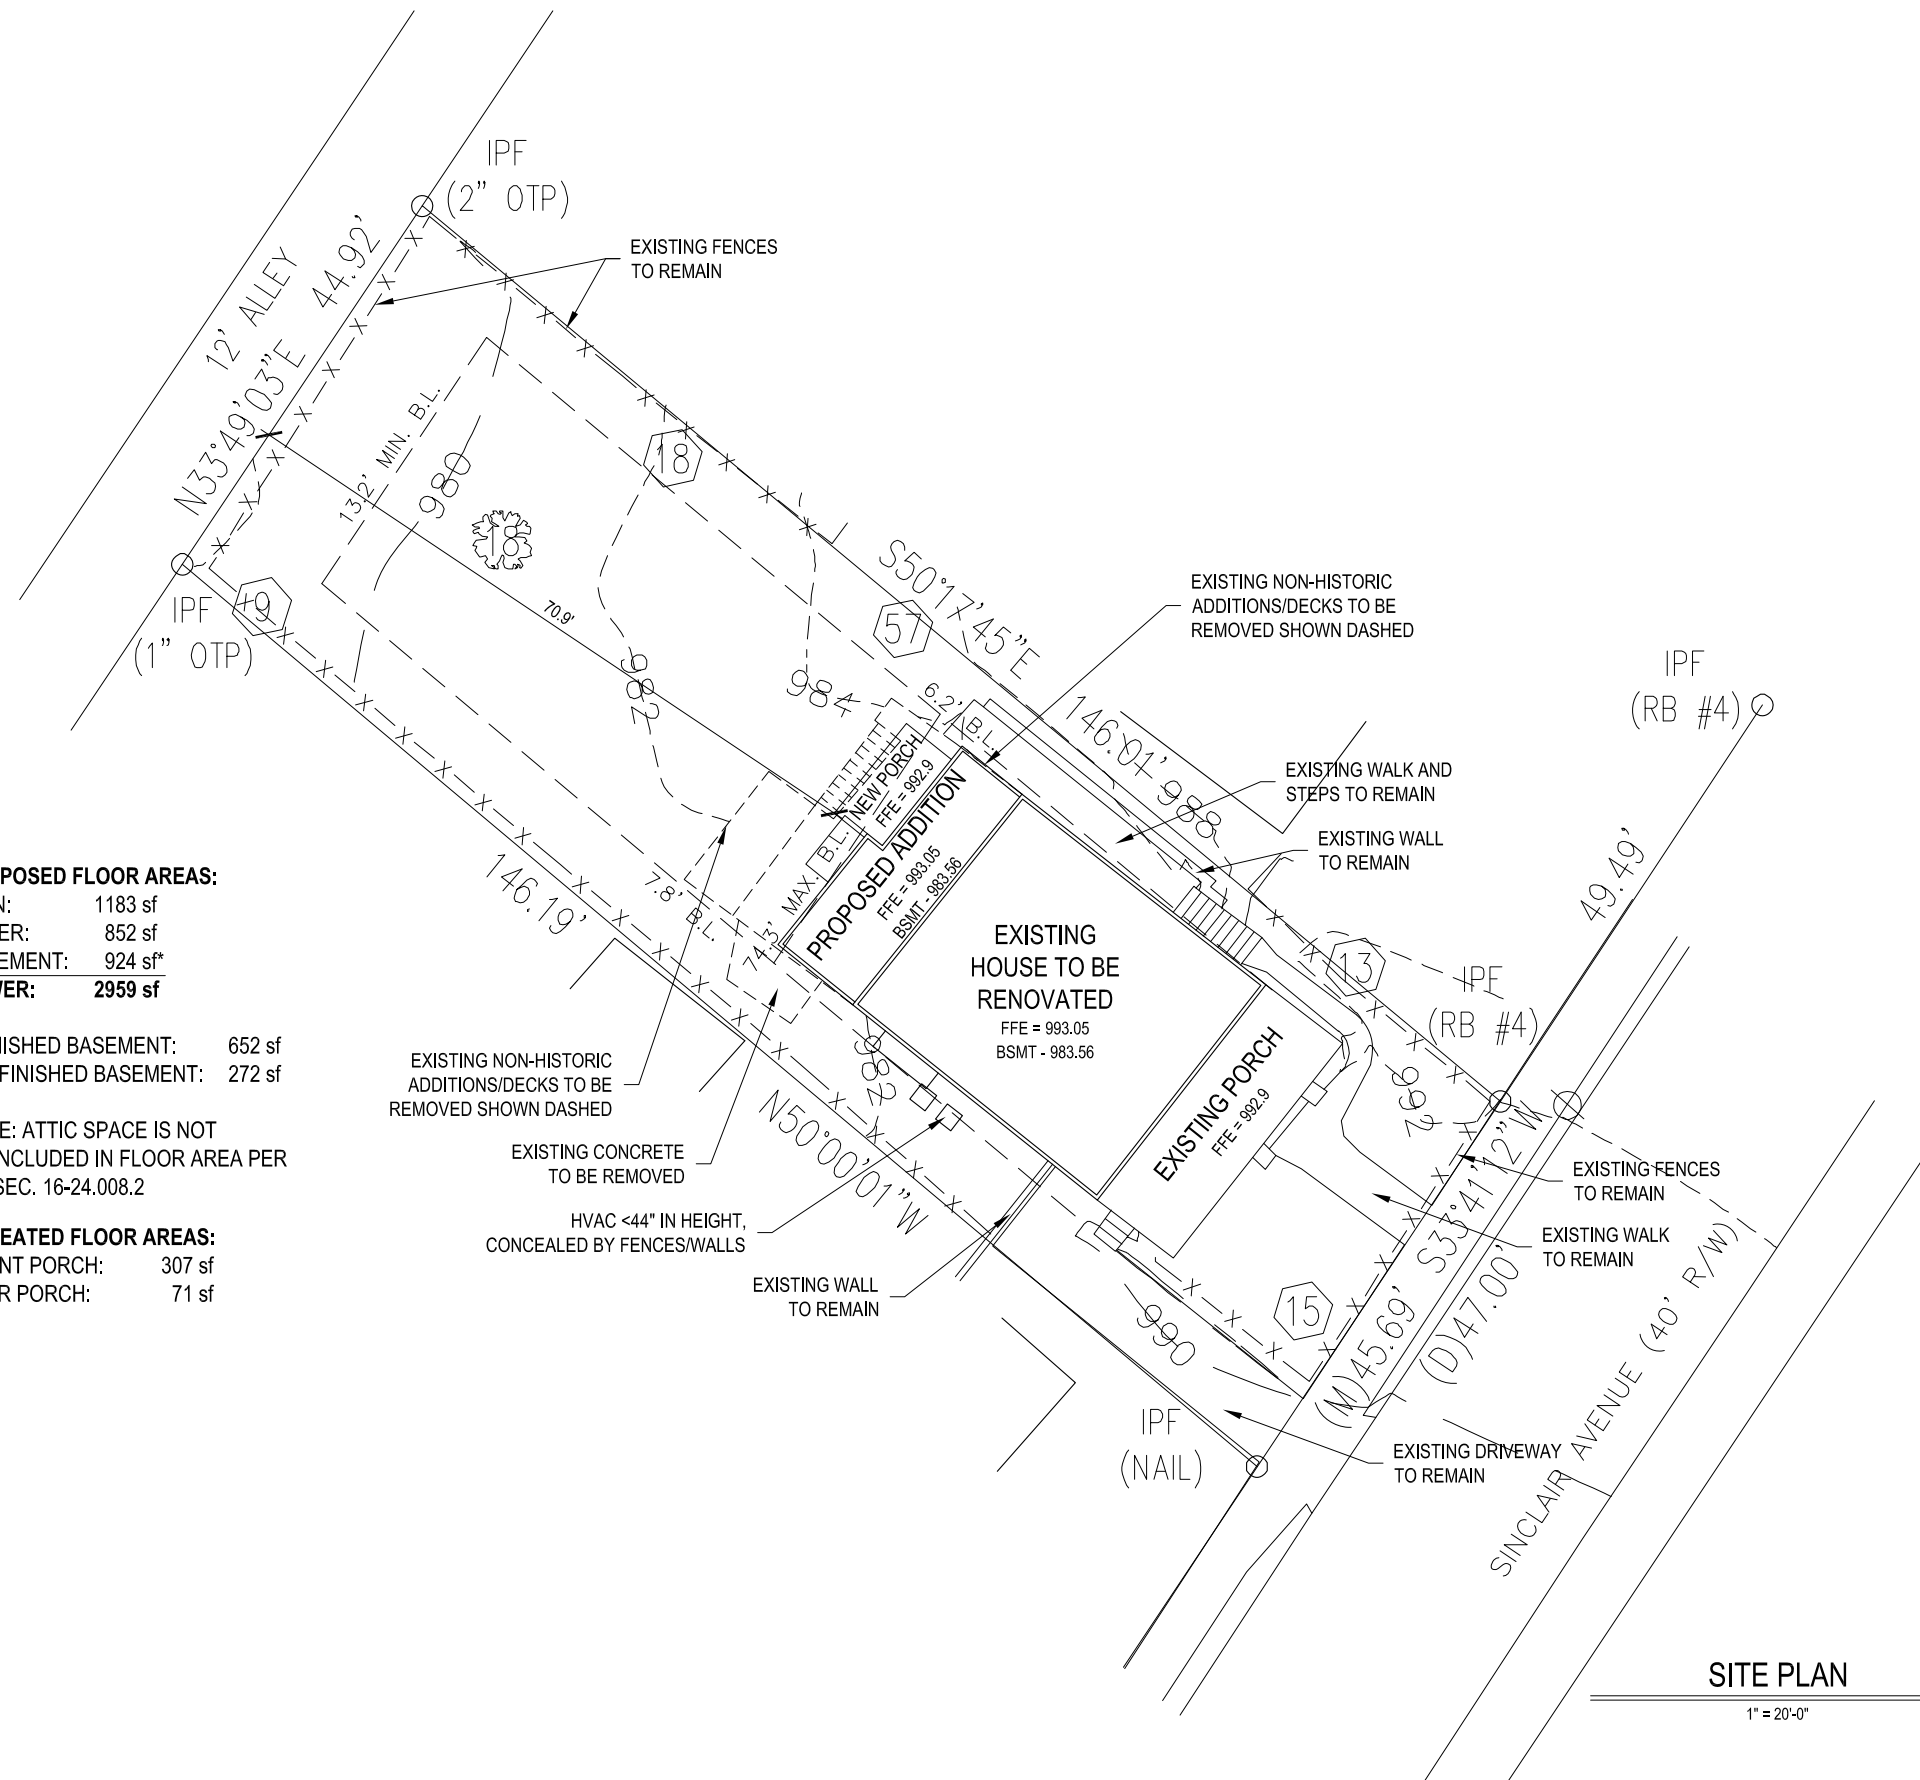 IPF
(2" OTP)
EXISTING FENCES
TO REMAIN
12' ALLEY
44.92'
N33°49'03"E
13.2' MIN. B.L.
980
18
18
IPF
(1" OTP)
9
70.9'
982
984
57
S50°17'45"E
146.01'
988
6.2' B.L.
EXISTING NON-HISTORIC
ADDITIONS/DECKS TO BE
REMOVED SHOWN DASHED
IPF
(RB #4)
EXISTING WALK AND
STEPS TO REMAIN
EXISTING WALL
TO REMAIN
49.49'
NEW PORCH
FFE = 992.9
PROPOSED ADDITION
FFE = 993.05
BSMT - 983.56
146.19'
7.8' B.L.
74.3' MAX. B.L.
EXISTING
HOUSE TO BE
RENOVATED
FFE = 993.05
BSMT - 983.56
13
IPF
(RB #4)
POSED FLOOR AREAS:
N: 1183 sf
ER: 852 sf
EMENT: 924 sf*
VER: 2959 sf
ISHED BASEMENT: 652 sf
FINISHED BASEMENT: 272 sf
E: ATTIC SPACE IS NOT
NCLUDED IN FLOOR AREA PER
SEC. 16-24.008.2
EATED FLOOR AREAS:
NT PORCH: 307 sf
R PORCH: 71 sf
EXISTING NON-HISTORIC
ADDITIONS/DECKS TO BE
REMOVED SHOWN DASHED
EXISTING CONCRETE
TO BE REMOVED
HVAC <44" IN HEIGHT,
CONCEALED BY FENCES/WALLS
EXISTING WALL
TO REMAIN
982
N50°00'01"W
EXISTING PORCH
FFE = 992.9
992
EXISTING FENCES
TO REMAIN
EXISTING WALK
TO REMAIN
S33°41'12"W
(M)45.69'
(D)47.00'
15
990
IPF
(NAIL)
EXISTING DRIVEWAY
TO REMAIN
SINCLAIR AVENUE (40' R/W)
SITE PLAN
1" = 20'-0"